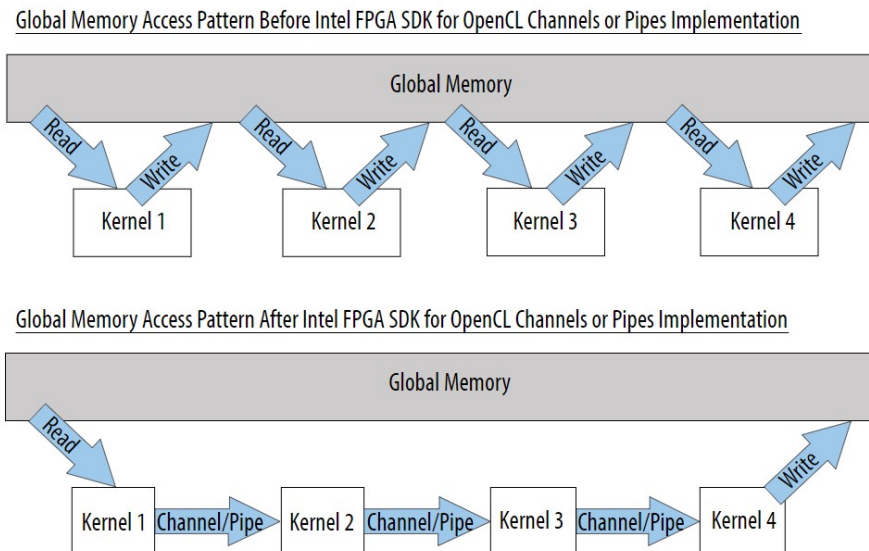 Global Memory Access Pattern Before Intel FPGA SDK for OpenCL Channels or Pipes Implementation
Global Memory
Read
Write
Read
Write
Read
Write
Read
Write
Kernel 1
Kernel 2
Kernel 3
Kernel 4
Global Memory Access Pattern After Intel FPGA SDK for OpenCL Channels or Pipes Implementation
Global Memory
Read
Write
Kernel 1
Channel/Pipe
Kernel 2
Channel/Pipe
Kernel 3
Channel/Pipe
Kernel 4